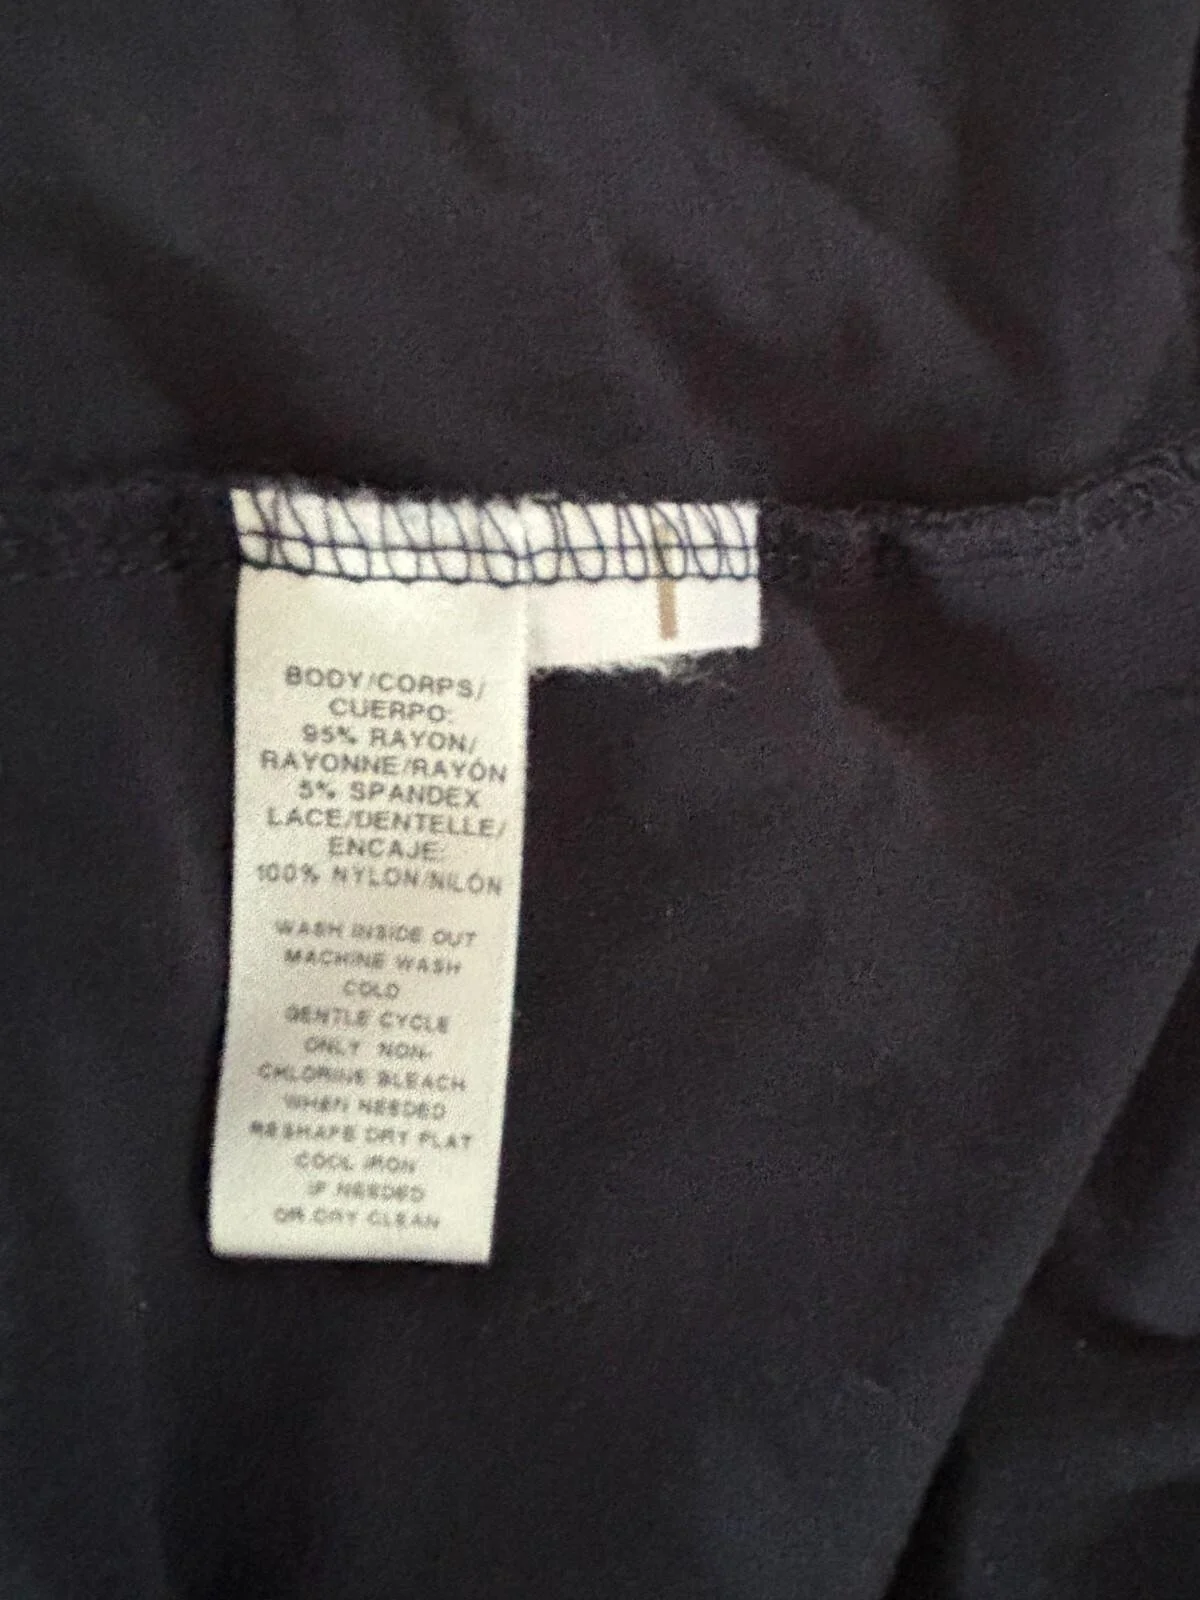 BODY/CORPS/
CUERPO:
95% RAYON/
RAYONNE/RAYÓN
5% SPANDEX
LACE/DENTELLE/
ENCAJE:
100% NYLON/NILÓN
WASH INSIDE OUT
MACHINE WASH
COLD
GENTLE CYCLE
ONLY NON-
CHLORINE BLEACH
WHEN NEEDED
RESHAPE DRY FLAT
COOL IRON
IF NEEDED
OR DRY CLEAN